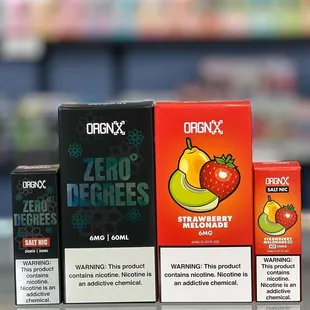 ORGNX
ZERO°
DEGREES
SALT NIC
WARNING: This
product contains
nicotine. Nicotine
is an addictive
chemical.
ORGNX
ZERO°
DEGREES
6MG | 60ML
WARNING: This product
contains nicotine. Nicotine
is an addictive chemical.
ORGNX
STRAWBERRY
MELONADE
6MG
WARNING: This product
contains nicotine. Nicotine
is an addictive chemical.
ORGNX
SALT NIC
STRAWBERRY
MELONADE
WARNING: This
product contains
nicotine. Nicotine
is an addictive
chemical.